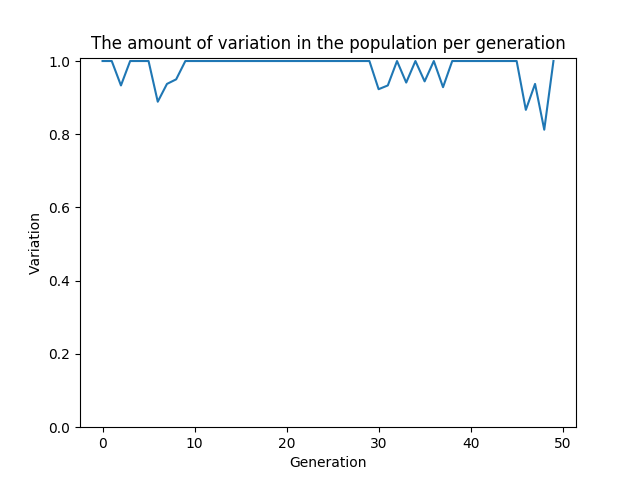 The amount of variation in the population per generation
1.0
0.8
0.6
0.4
0.2
0.0
Variation
0 10 20 30 40 50
Generation